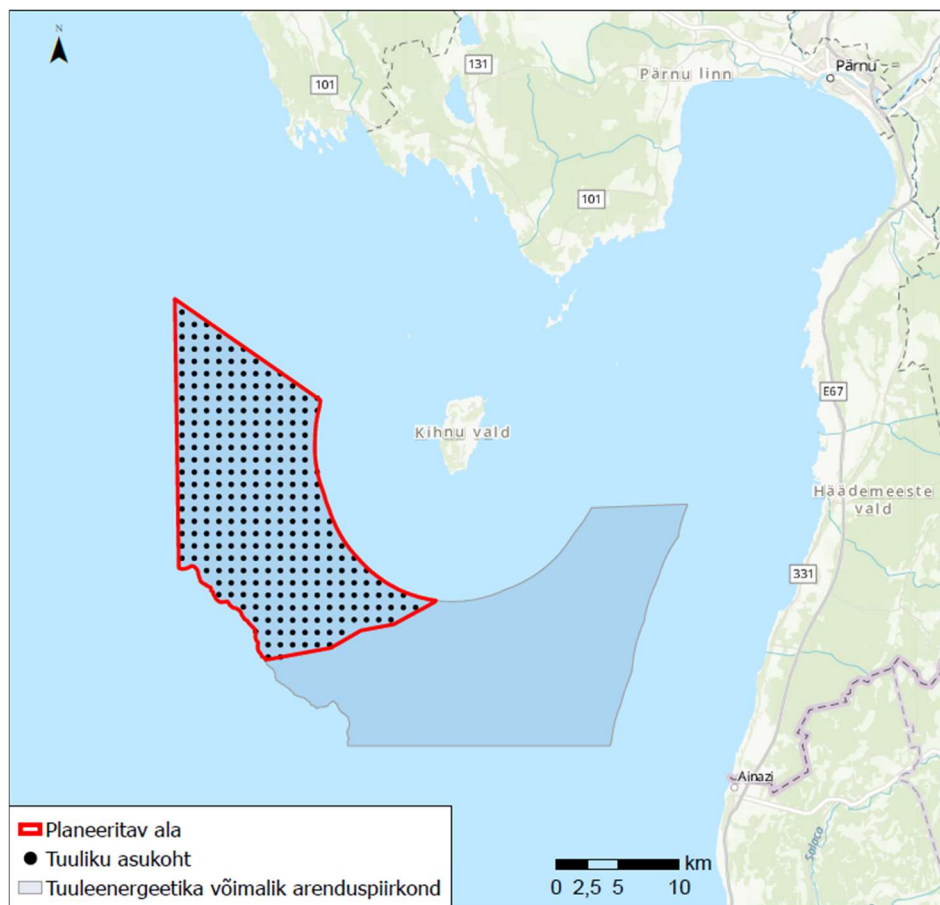 N
131
Pärnu
101
Pärnu linn
101
E67
Kihnu vald
Häädemeeste
vald
331
Ainazi
Salaca
Planeeritav ala
Tuuliku asukoht
Tuuleenergeetika võimalik arenduspiirkond
km
0 2,5 5 10